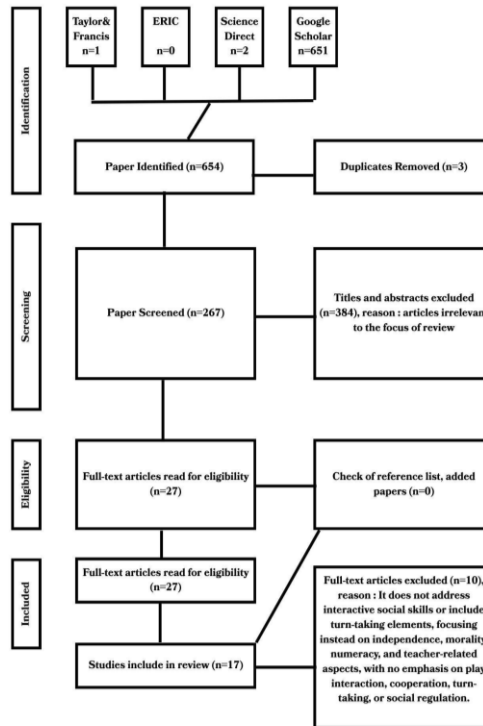 Taylor&
Francis
n=1
ERIC
n=0
Science
Direct
n=2
Google
Scholar
n=651
Identification
Paper Identified (n=654)
Duplicates Removed (n=3)
Screening
Paper Screened (n=267)
Titles and abstracts excluded
(n=384), reason : articles irrelevan
to the focus of review
Eligibility
Full-text articles read for eligibility
(n=27)
Check of reference list, added
papers (n=0)
Included
Full-text articles read for eligibility
(n=27)
Studies include in review (n=17)
Full-text articles excluded (n=10),
reason : It does not address
interactive social skills or include
turn-taking elements, focusing
instead on independence, morality
numeracy, and teacher-related
aspects, with no emphasis on play
interaction, cooperation, turn-
taking, or social regulation.